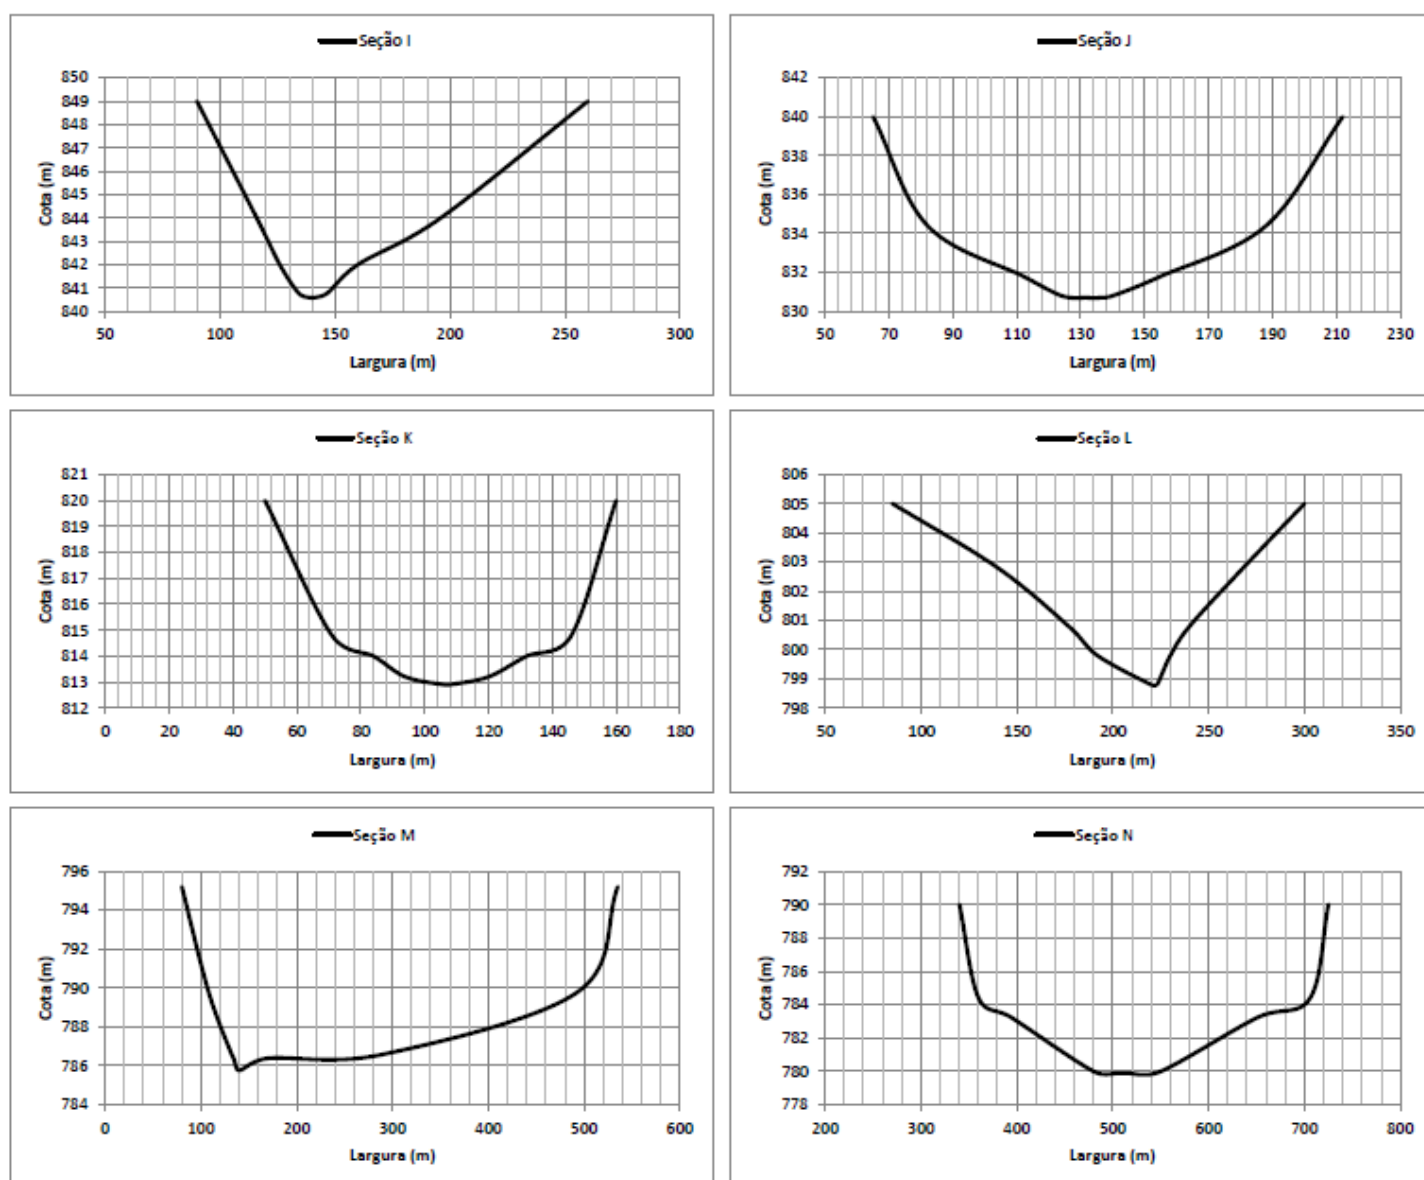 Seção I
850
849
848
847
846
845
844
843
842
841
840
Cota (m)
50 100 150 200 250 300
Largura (m)
Seção J
842
840
838
836
834
832
830
Cota (m)
50 70 90 110 130 150 170 190 210 230
Largura (m)
Seção K
821
820
819
818
817
816
815
814
813
812
Cota (m)
0 20 40 60 80 100 120 140 160 180
Largura (m)
Seção L
806
805
804
803
802
801
800
799
798
Cota (m)
50 100 150 200 250 300 350
Largura (m)
Seção M
796
794
792
790
788
786
784
Cota (m)
0 100 200 300 400 500 600
Largura (m)
Seção N
792
790
788
786
784
782
780
778
Cota (m)
200 300 400 500 600 700 800
Largura (m)